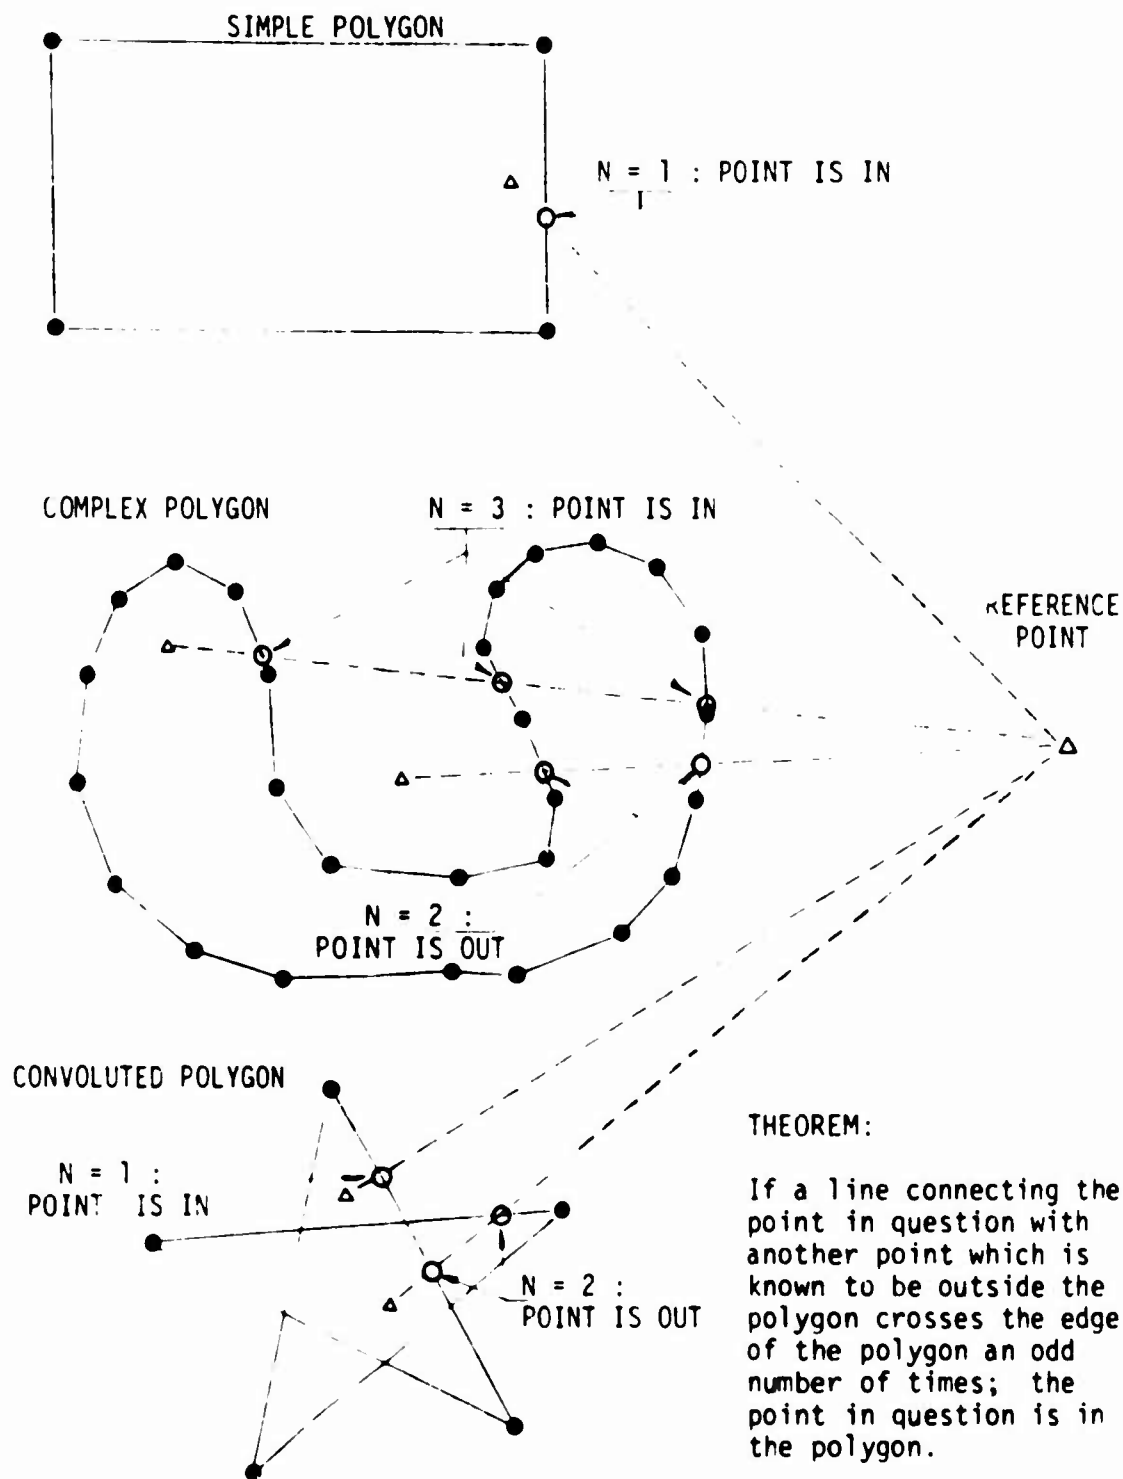 SIMPLE POLYGON
N = 1 : POINT IS IN
COMPLEX POLYGON
N = 3 : POINT IS IN
REFERENCE
POINT
N = 2 :
POINT IS OUT
CONVOLUTED POLYGON
N = 1 :
POINT IS IN
N = 2 :
POINT IS OUT
THEOREM:
If a line connecting the
point in question with
another point which is
known to be outside the
polygon crosses the edge
of the polygon an odd
number of times; the
point in question is in
the polygon.